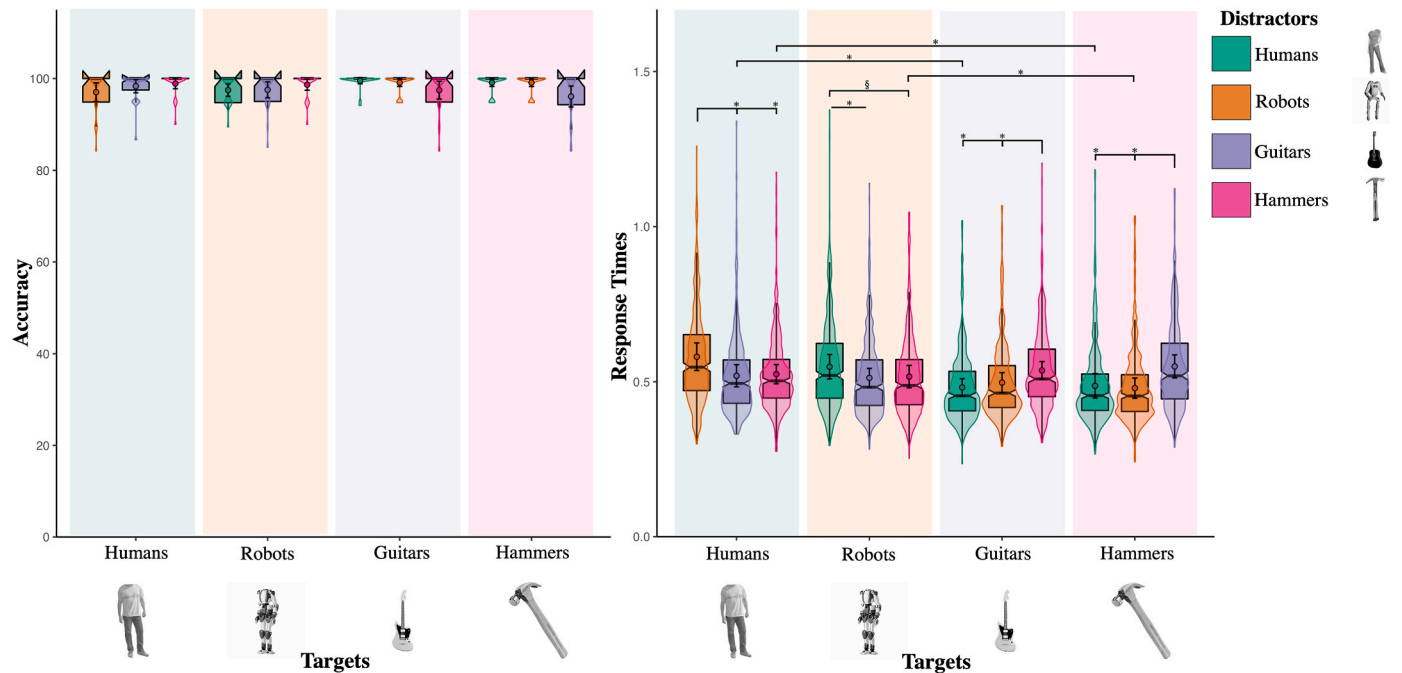 Accuracy
100
80
60
40
20
0
Humans
Robots
Guitars
Hammers
Targets
Response Times
1.5
1.0
0.5
0.0
*
*
*
§
*
*
*
*
*
*
*
Humans
Robots
Guitars
Hammers
Targets
Distractors
Humans
Robots
Guitars
Hammers